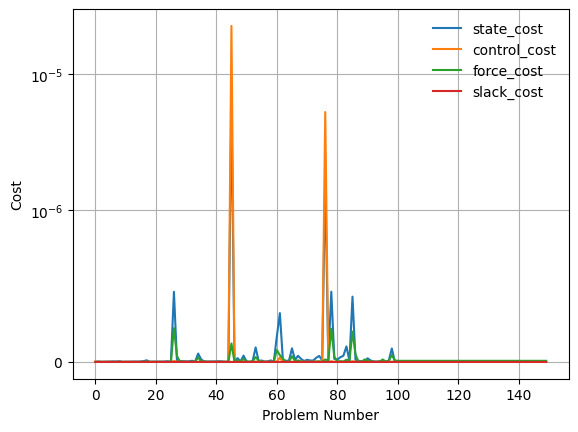 state_cost
control_cost
force_cost
slack_cost
10⁻⁵
10⁻⁶
0
Cost
0 20 40 60 80 100 120 140
Problem Number